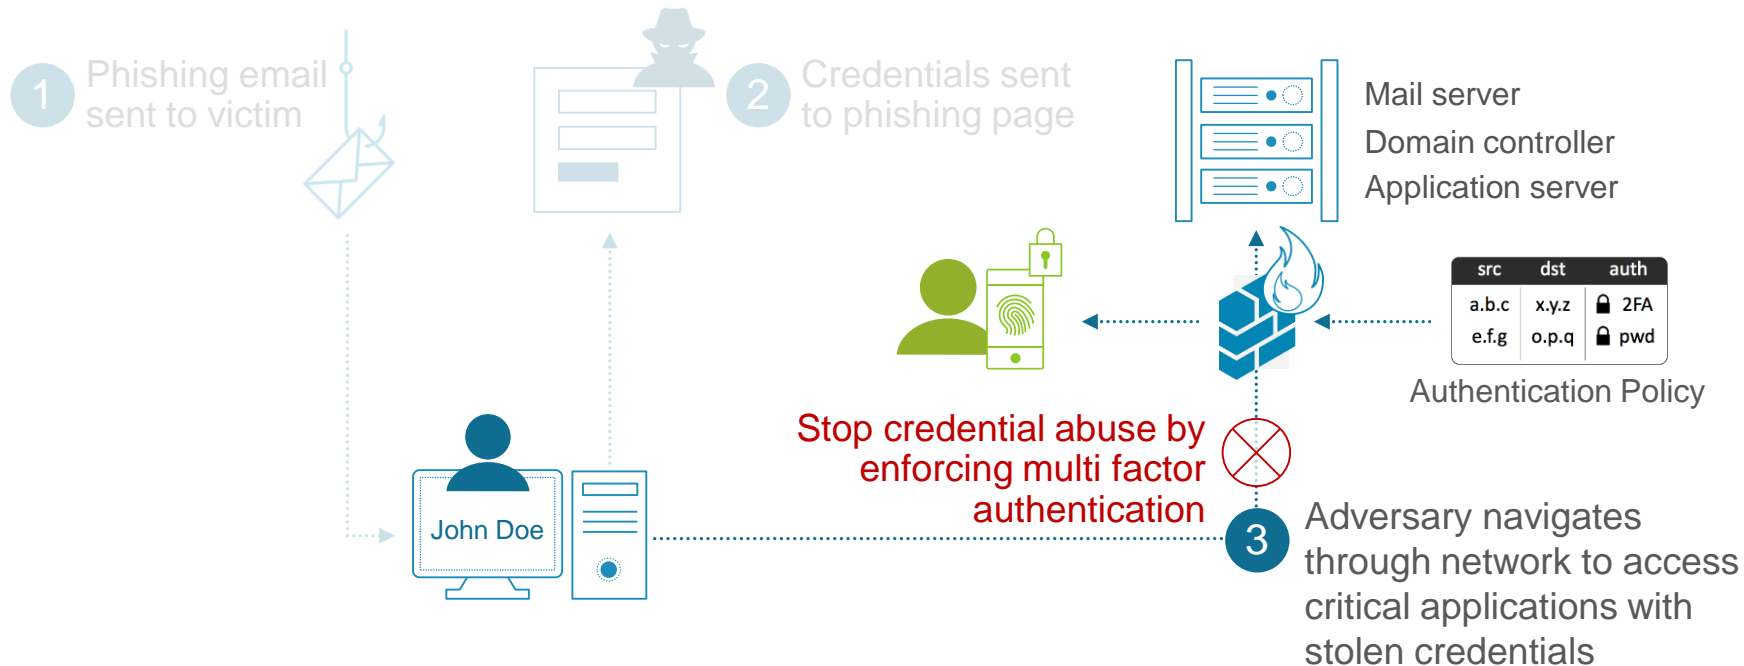 1
Phishing email
sent to victim
2
Credentials sent
to phishing page
Mail server
Domain controller
Application server
src dst auth
a.b.c x.y.z 2FA
e.f.g o.p.q pwd
Authentication Policy
Stop credential abuse by
enforcing multi factor
authentication
John Doe
3
Adversary navigates
through network to access
critical applications with
stolen credentials